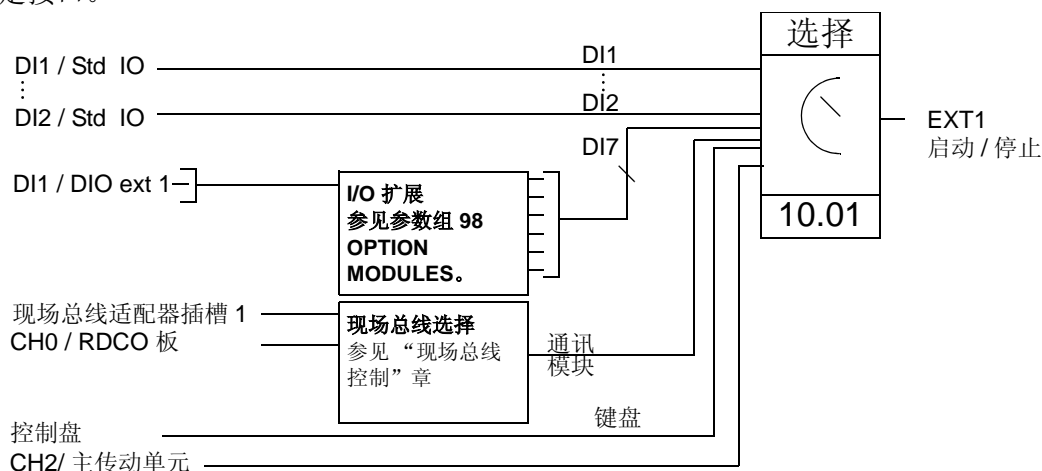 选择
DI1 / Std IO
DI1
DI2 / Std IO
DI2
EXT1
启动 / 停止
DI7
DI1 / DIO ext 1
I/O 扩展
参见参数组 98
OPTION
MODULES。
10.01
现场总线适配器插槽 1
CH0 / RDCO 板
现场总线选择
参见“现场总线
控制”章
通讯
模块
键盘
控制盘
CH2/ 主传动单元